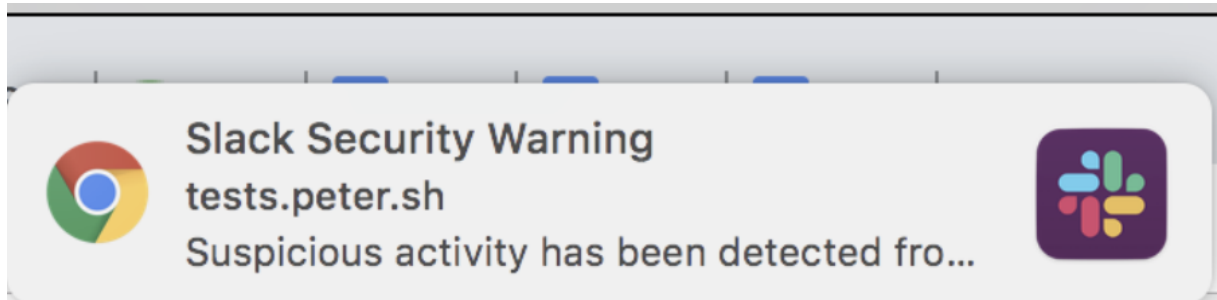 Slack Security Warning
tests.peter.sh
Suspicious activity has been detected fro...